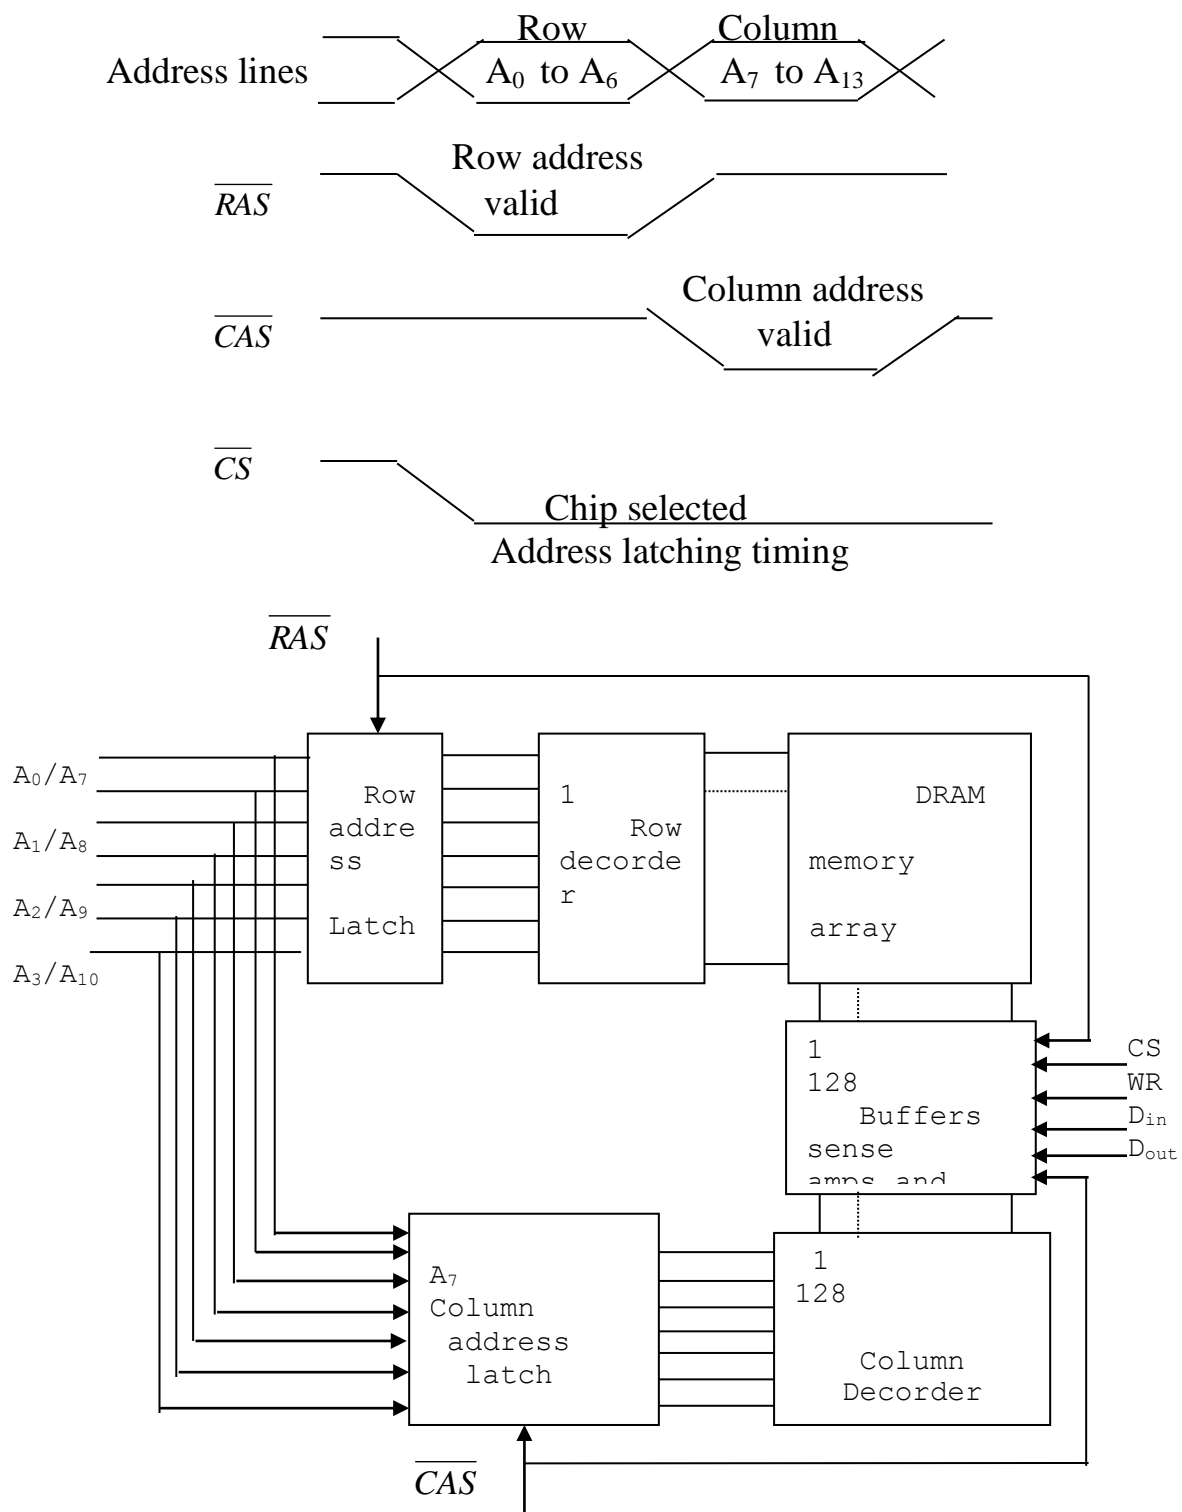 Row Column
Address lines A₀ to A₆ A₇ to A₁₃
Row address
valid
RAS
Column address
valid
CAS
CS
Chip selected
Address latching timing
RAS
A₀/A₇
A₁/A₈
A₂/A₉
A₃/A₁₀
Row
addre
ss
Latch
1
Row
decorde
r
DRAM
memory
array
1
128
Buffers
sense
amps and
CS
WR
Dᵢₙ
Dₒᵤₜ
A₇
Column
address
latch
1
128
Column
Decorder
CAS